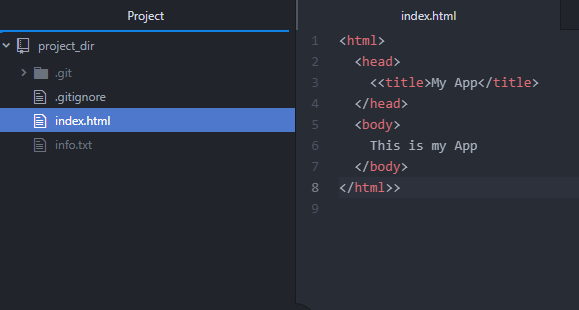 Project
project_dir
.git
.gitignore
index.html
info.txt
index.html
1 <html>
2 <head>
3 <<title>My App</title>
4 </head>
5 <body>
6 This is my App
7 </body>
8 </html>>
9